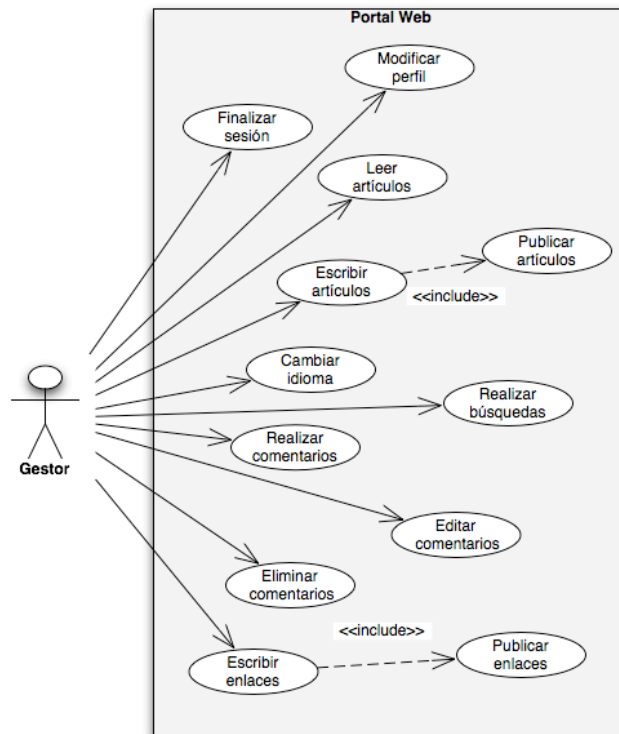 Portal Web
Modificar
perfil
Finalizar
sesión
Leer
artículos
Publicar
artículos
Escribir
artículos
<<include>>
Cambiar
idioma
Realizar
búsquedas
Realizar
comentarios
Gestor
Editar
comentarios
Eliminar
comentarios
<<include>>
Publicar
enlaces
Escribir
enlaces